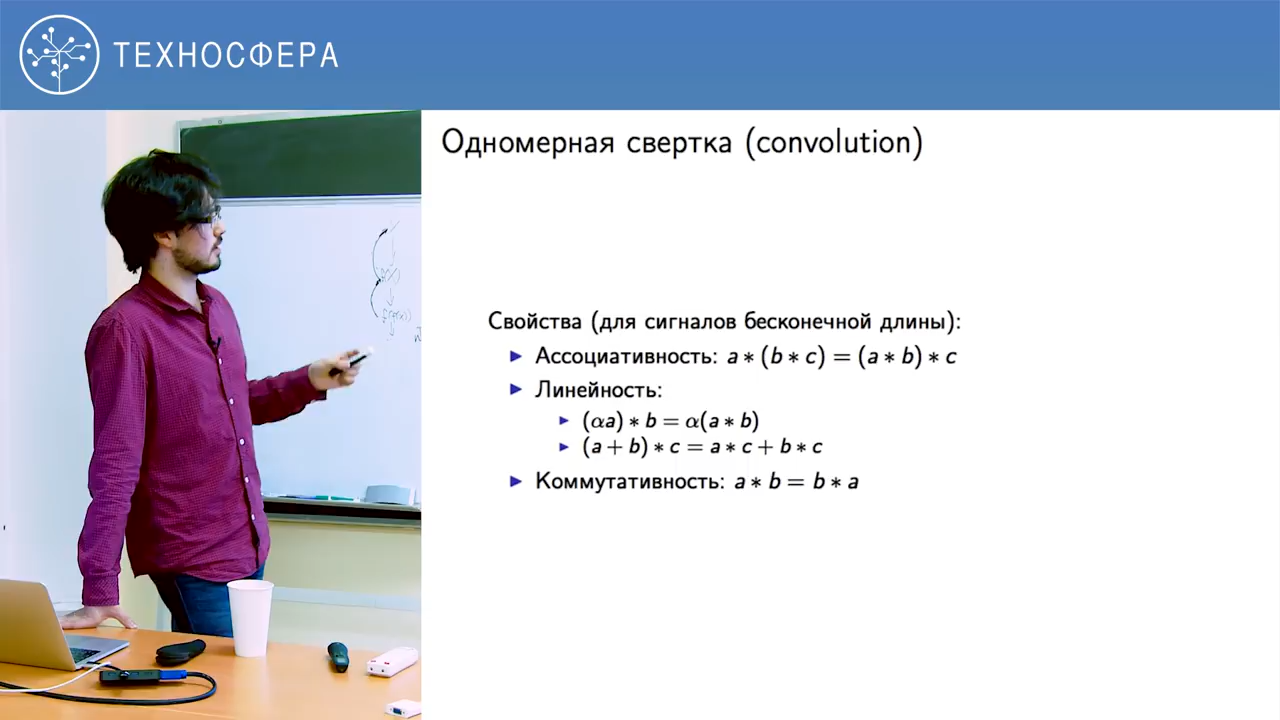 ТЕХНОСФЕРА
Одномерная свертка (convolution)
Свойства (для сигналов бесконечной длины):
Ассоциативность: a ∗ (b ∗ c) = (a ∗ b) ∗ c
Линейность:
(αa) ∗ b = α(a ∗ b)
(a + b) ∗ c = a ∗ c + b ∗ c
Коммутативность: a ∗ b = b ∗ a